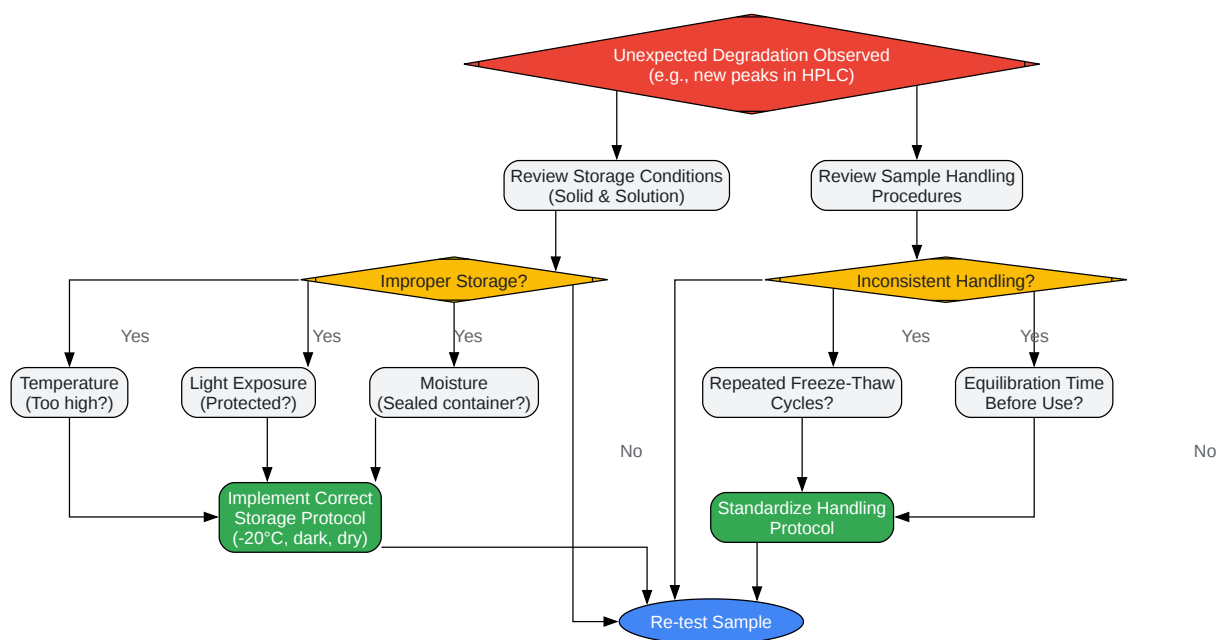 Unexpected Degradation Observed
(e.g., new peaks in HPLC)
Review Storage Conditions
(Solid & Solution)
Review Sample Handling
Procedures
Improper Storage?
Inconsistent Handling?
Yes
Yes
Yes
Yes
Yes
Temperature
(Too high?)
Light Exposure
(Protected?)
Moisture
(Sealed container?)
Repeated Freeze-Thaw
Cycles?
Equilibration Time
Before Use?
No
No
Implement Correct
Storage Protocol
(-20°C, dark, dry)
Standardize Handling
Protocol
Re-test Sample